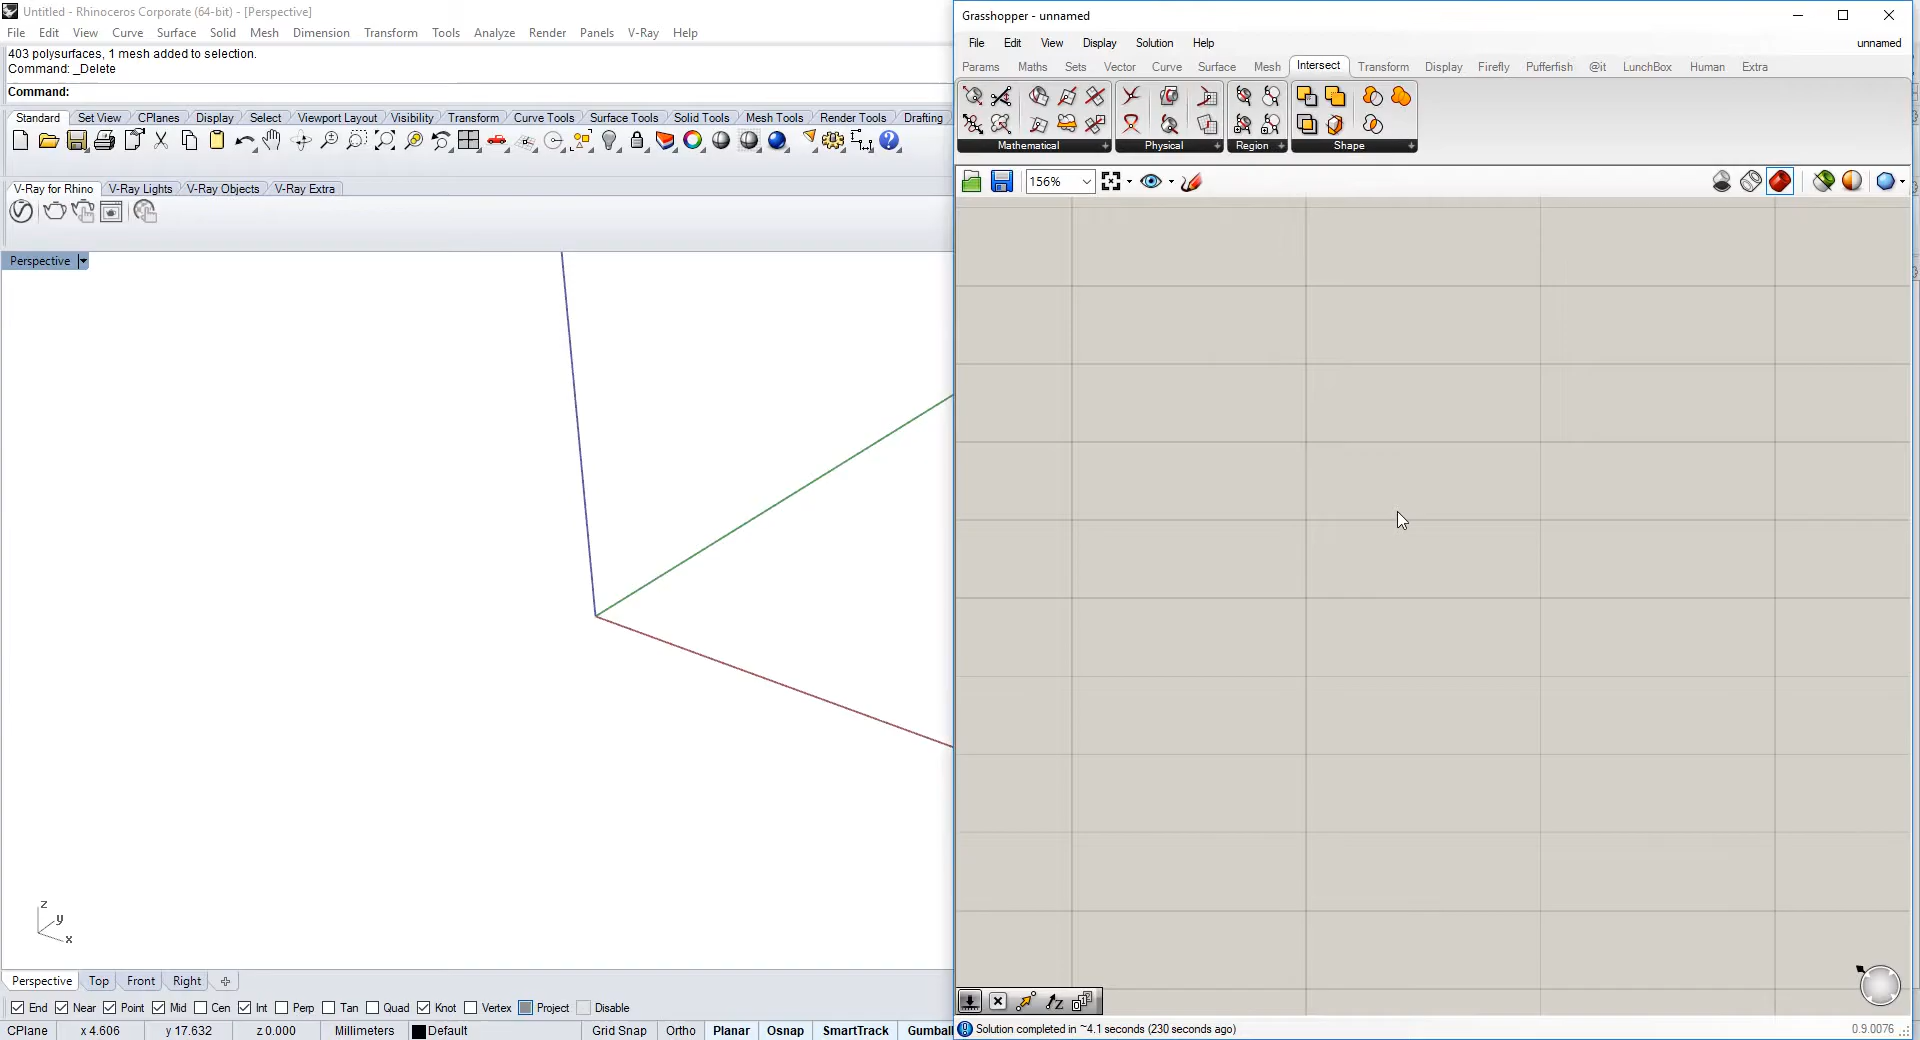 Untitled - Rhinoceros Corporate (64-bit) - [Perspective]
File Edit View Curve Surface Solid Mesh Dimension Transform Tools Analyze Render Panels V-Ray Help
403 polysurfaces, 1 mesh added to selection.
Command: _Delete
Command:
Standard Set View CPlanes Display Select Viewport Layout Visibility Transform Curve Tools Surface Tools Solid Tools Mesh Tools Render Tools Drafting
V-Ray for Rhino V-Ray Lights V-Ray Objects V-Ray Extra
Perspective
z
y
x
Perspective Top Front Right
End Near Point Mid Cen Int Perp Tan Quad Knot Vertex Project Disable
CPlane x 4.606 y 17.632 z 0.000 Millimeters Default Grid Snap Ortho Planar Osnap SmartTrack Gumball
Grasshopper - unnamed
File Edit View Display Solution Help unnamed
Params Maths Sets Vector Curve Surface Mesh Intersect Transform Display Firefly Pufferfish @it LunchBox Human Extra
Mathematical Physical Region Shape
156%
Solution completed in ~4.1 seconds (230 seconds ago) 0.9.0076